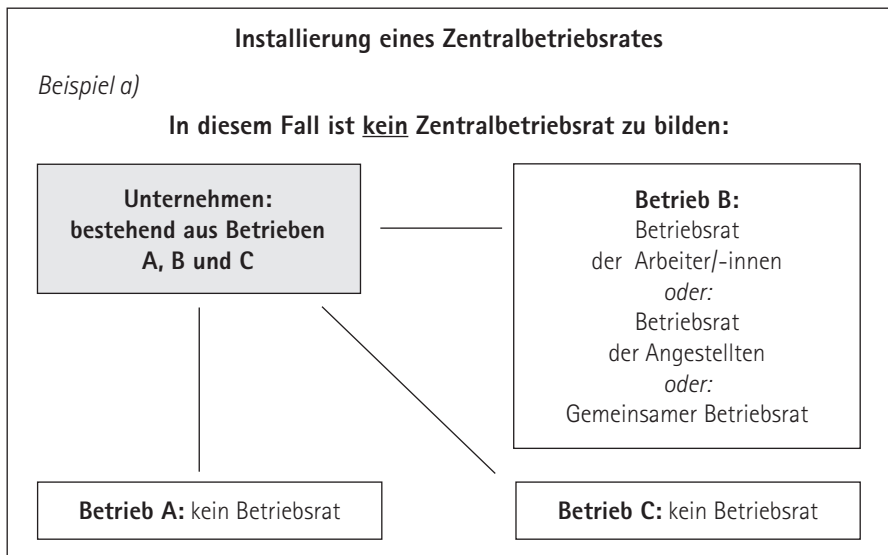 Installierung eines Zentralbetriebsrates
Beispiel a)
In diesem Fall ist kein Zentralbetriebsrat zu bilden:
Unternehmen:
bestehend aus Betrieben
A, B und C
Betrieb B:
Betriebsrat
der Arbeiter/-innen
oder:
Betriebsrat
der Angestellten
oder:
Gemeinsamer Betriebsrat
Betrieb A: kein Betriebsrat
Betrieb C: kein Betriebsrat